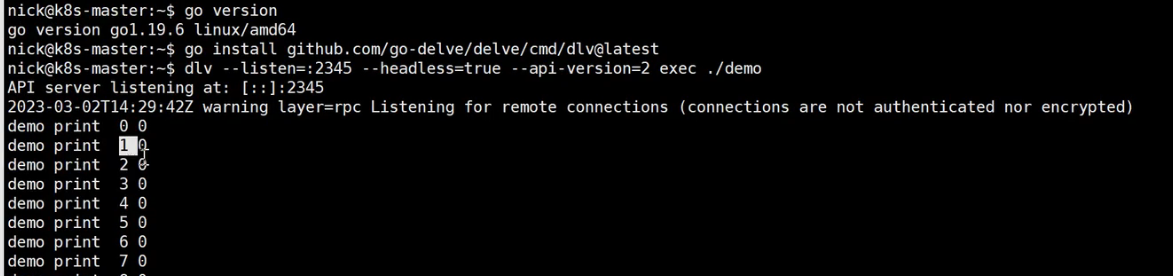 nick@k8s-master:~$ go version
go version go1.19.6 linux/amd64
nick@k8s-master:~$ go install github.com/go-delve/delve/cmd/dlv@latest
nick@k8s-master:~$ dlv --listen=:2345 --headless=true --api-version=2 exec ./demo
API server listening at: [::]:2345
2023-03-02T14:29:42Z warning layer=rpc Listening for remote connections (connections are not authenticated nor encrypted)
demo print  0 0
demo print  1 0
demo print  2 0
demo print  3 0
demo print  4 0
demo print  5 0
demo print  6 0
demo print  7 0